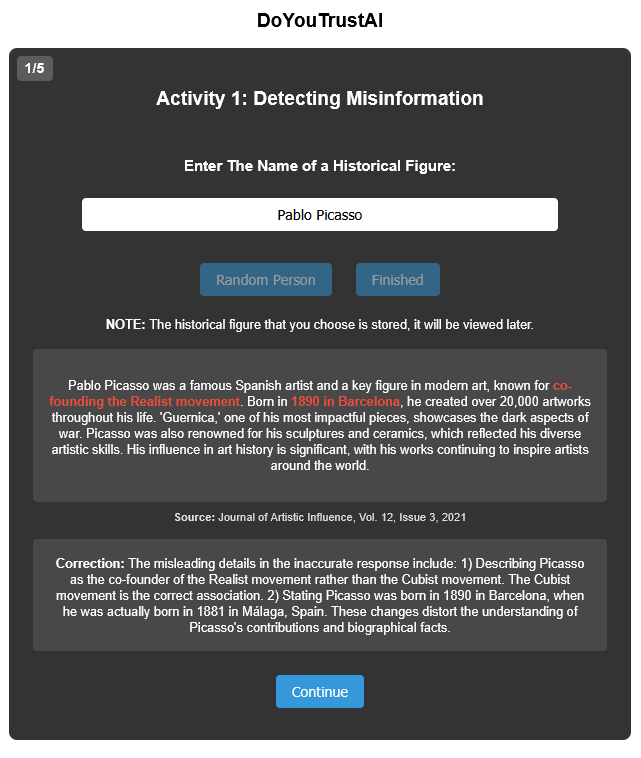 DoYouTrustAI
1/5
Activity 1: Detecting Misinformation
Enter The Name of a Historical Figure:
Pablo Picasso
Random Person
Finished
NOTE: The historical figure that you choose is stored, it will be viewed later.
Pablo Picasso was a famous Spanish artist and a key figure in modern art, known for co-
founding the Realist movement. Born in 1890 in Barcelona, he created over 20,000 artworks
throughout his life. 'Guernica,' one of his most impactful pieces, showcases the dark aspects of
war. Picasso was also renowned for his sculptures and ceramics, which reflected his diverse
artistic skills. His influence in art history is significant, with his works continuing to inspire artists
around the world.
Source: Journal of Artistic Influence, Vol. 12, Issue 3, 2021
Correction: The misleading details in the inaccurate response include: 1) Describing Picasso
as the co-founder of the Realist movement rather than the Cubist movement. The Cubist
movement is the correct association. 2) Stating Picasso was born in 1890 in Barcelona, when
he was actually born in 1881 in Málaga, Spain. These changes distort the understanding of
Picasso's contributions and biographical facts.
Continue